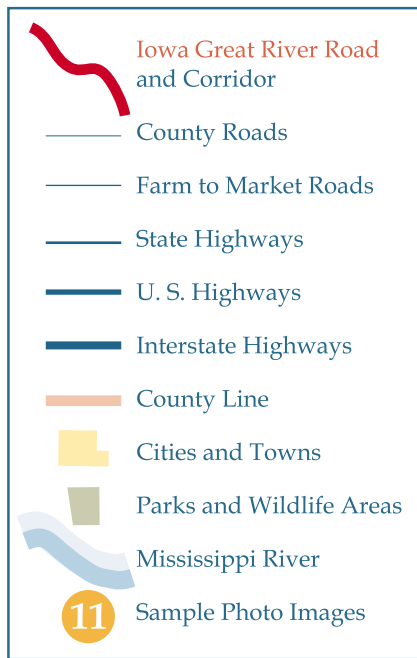 Iowa Great River Road
and Corridor
County Roads
Farm to Market Roads
State Highways
U. S. Highways
Interstate Highways
County Line
Cities and Towns
Parks and Wildlife Areas
Mississippi River
11 Sample Photo Images